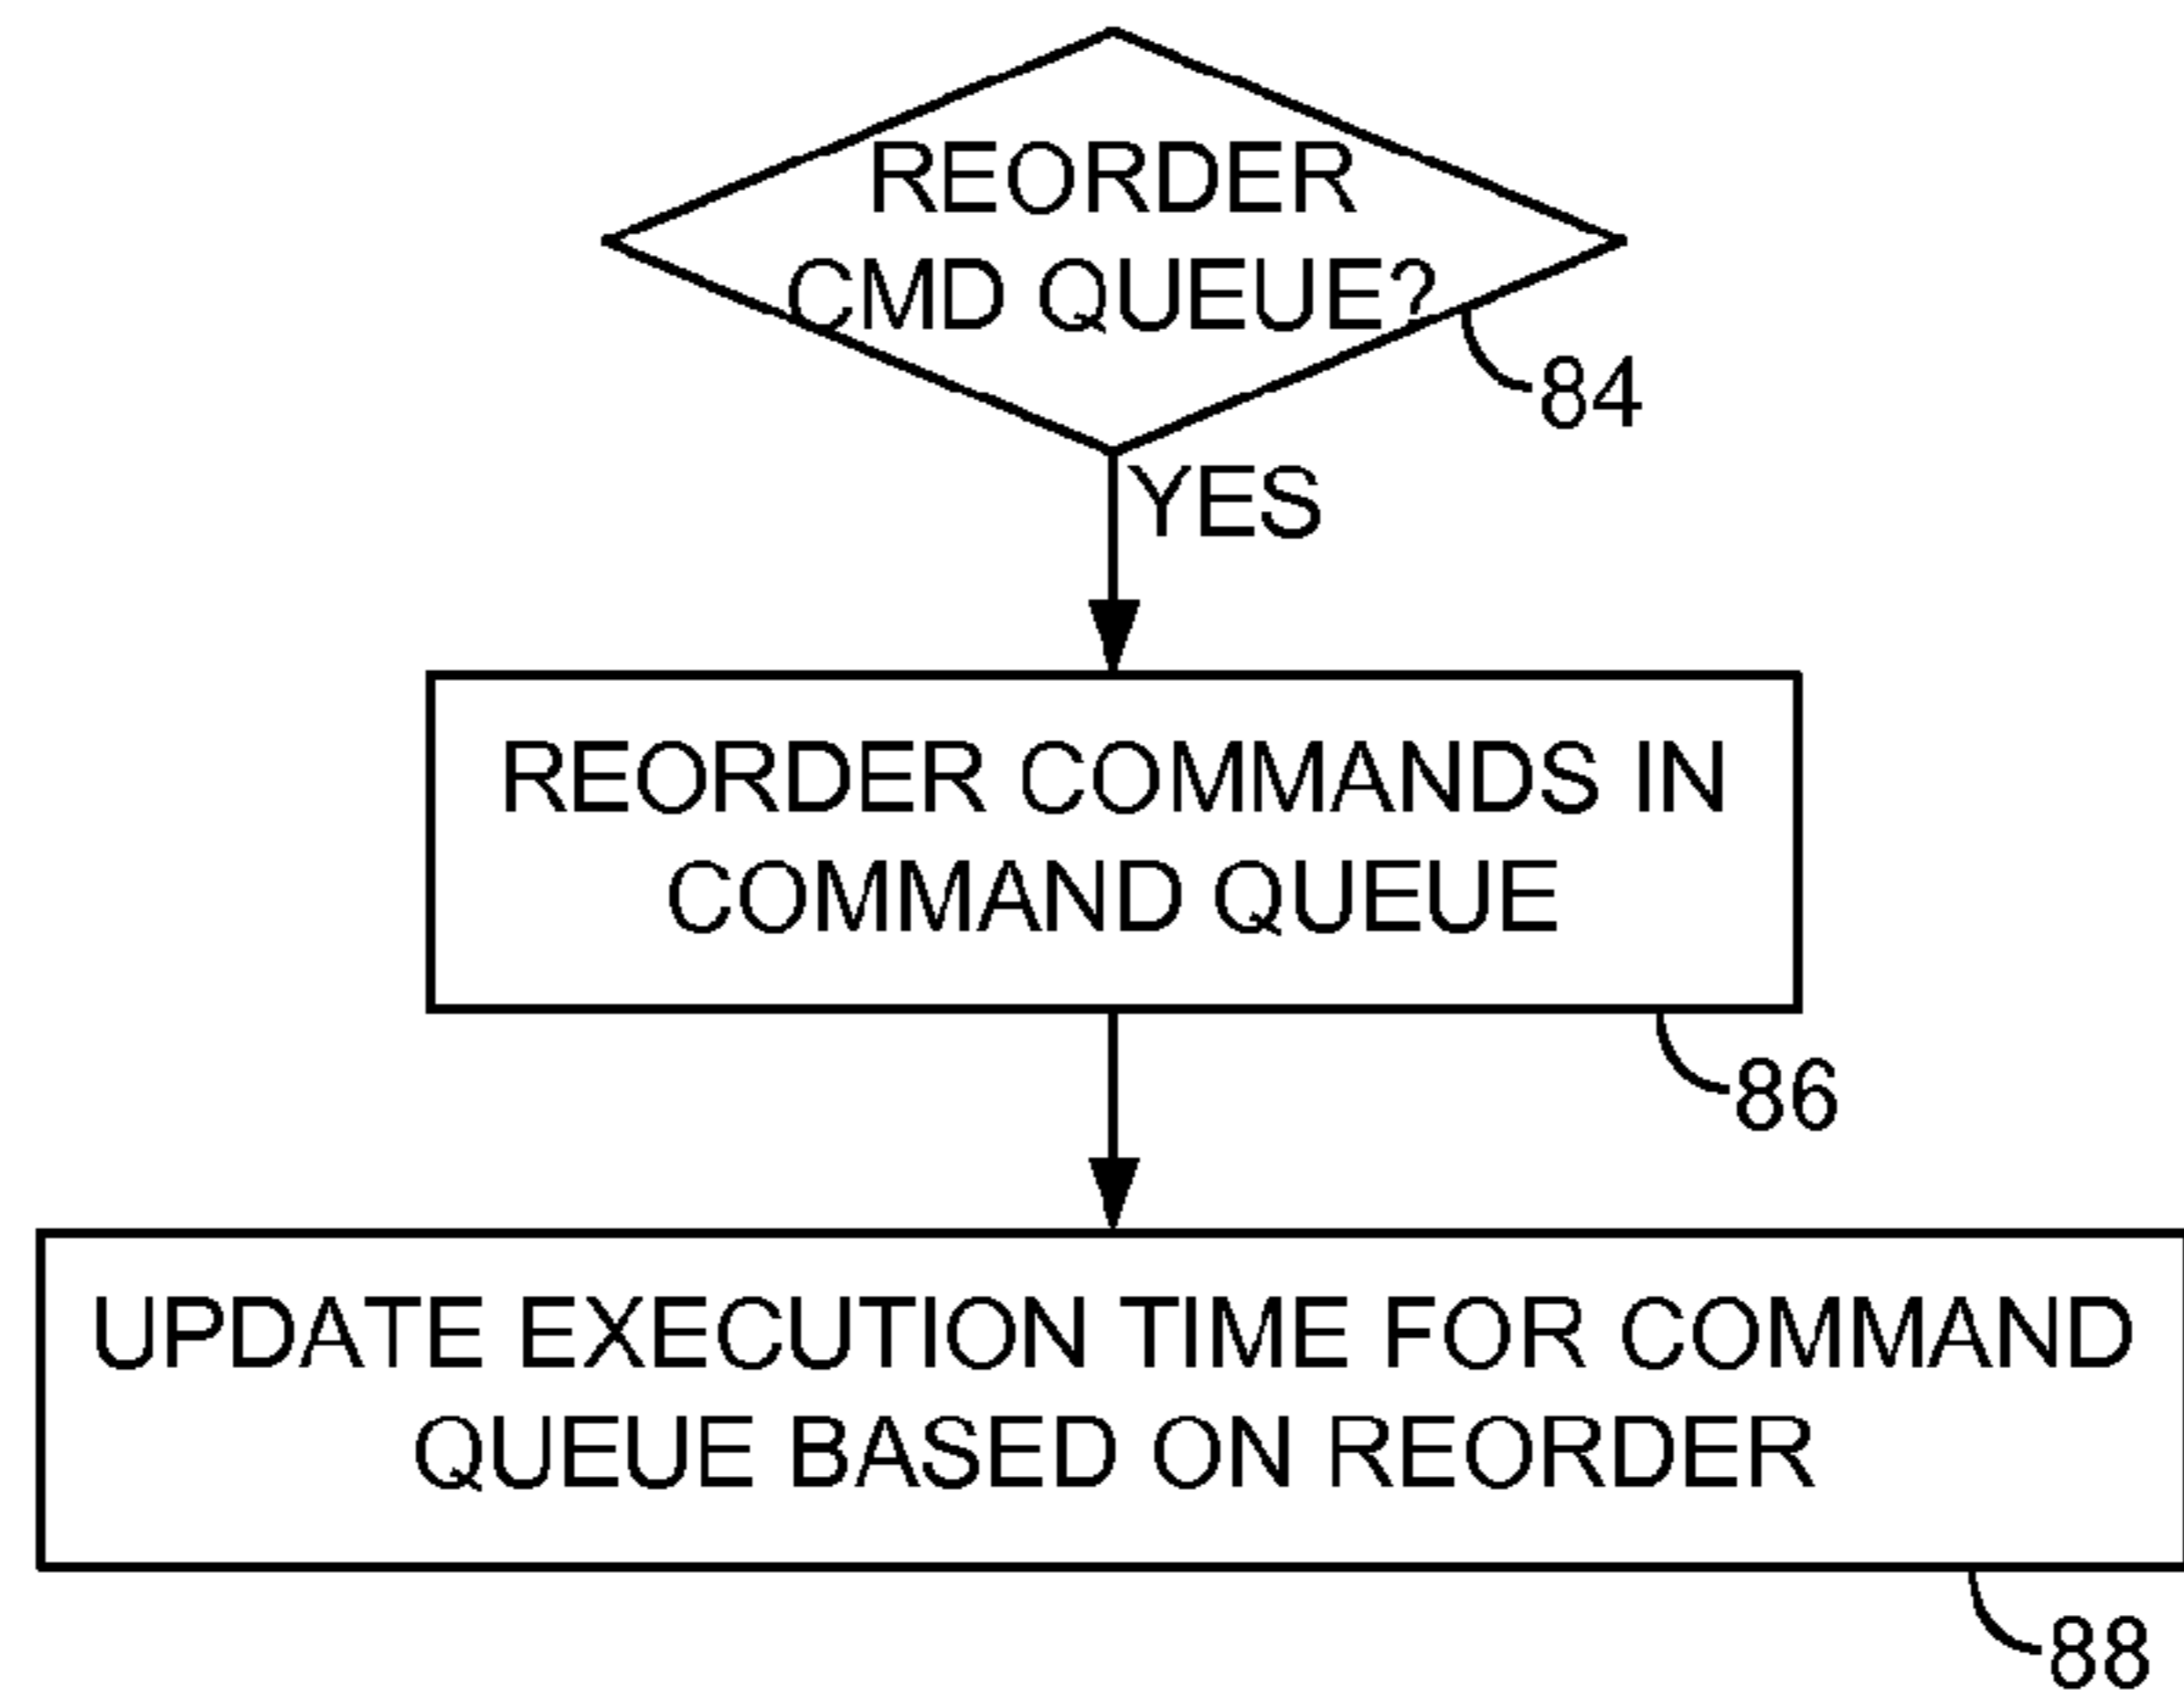 REORDER
CMD QUEUE?
84
YES
REORDER COMMANDS IN
COMMAND QUEUE
86
UPDATE EXECUTION TIME FOR COMMAND
QUEUE BASED ON REORDER
88